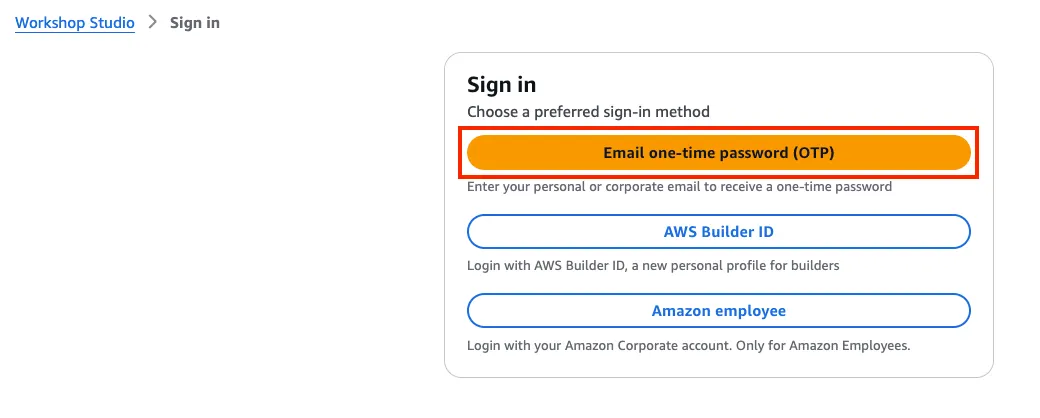 Workshop Studio > Sign in
Sign in
Choose a preferred sign-in method
Email one-time password (OTP)
Enter your personal or corporate email to receive a one-time password
AWS Builder ID
Login with AWS Builder ID, a new personal profile for builders
Amazon employee
Login with your Amazon Corporate account. Only for Amazon Employees.